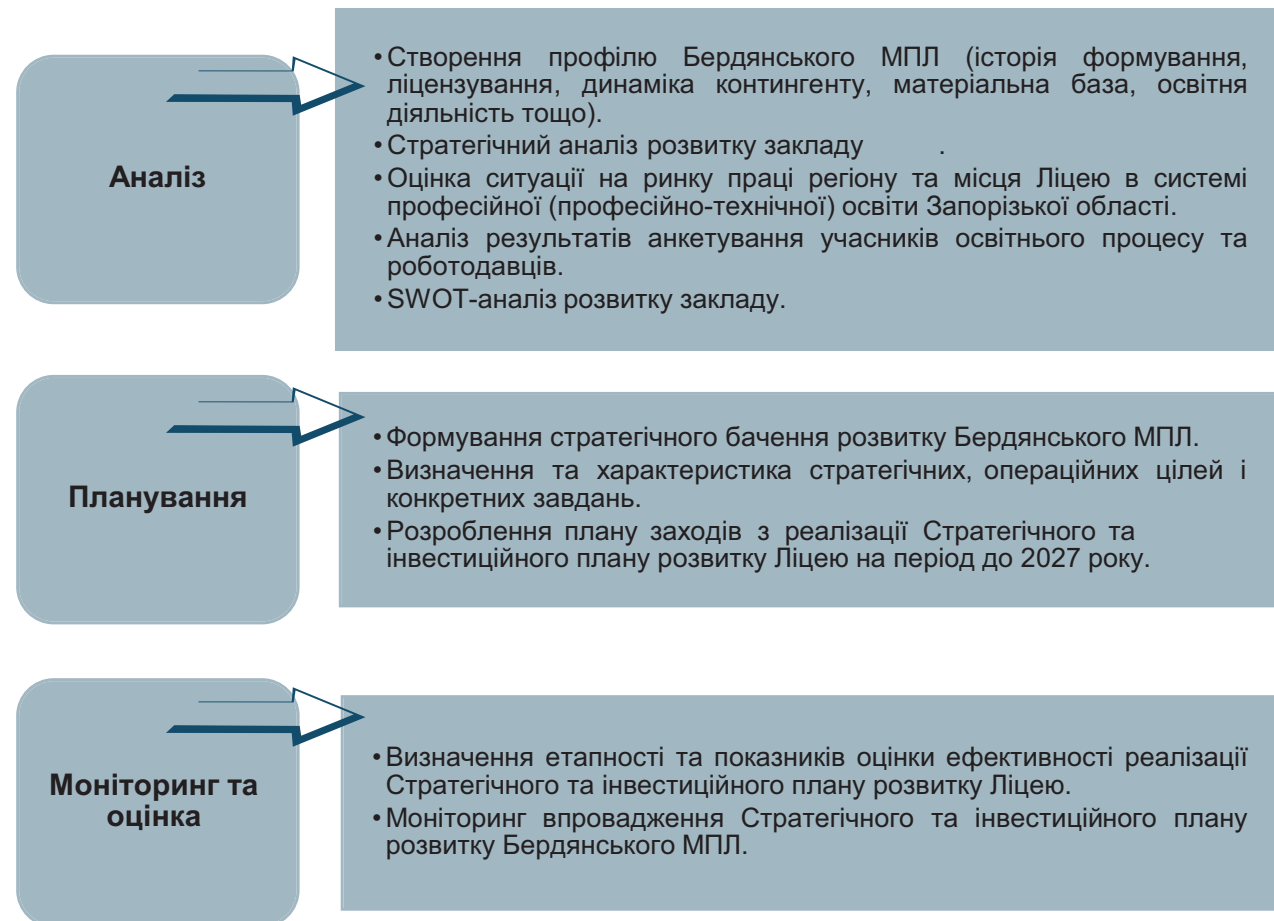 Аналіз
•Створення профілю Бердянського МПЛ (історія формування,
ліцензування, динаміка контингенту, матеріальна база, освітня
діяльність тощо).
•Стратегічний аналіз розвитку закладу .
•Оцінка ситуації на ринку праці регіону та місця Ліцею в системі
професійної (професійно-технічної) освіти Запорізької області.
•Аналіз результатів анкетування учасників освітнього процесу та
роботодавців.
•SWOT-аналіз розвитку закладу.
Планування
•Формування стратегічного бачення розвитку Бердянського МПЛ.
•Визначення та характеристика стратегічних, операційних цілей і
конкретних завдань.
•Розроблення плану заходів з реалізації Стратегічного та
інвестиційного плану розвитку Ліцею на період до 2027 року.
Моніторинг та
оцінка
•Визначення етапності та показників оцінки ефективності реалізації
Стратегічного та інвестиційного плану розвитку Ліцею.
•Моніторинг впровадження Стратегічного та інвестиційного плану
розвитку Бердянського МПЛ.